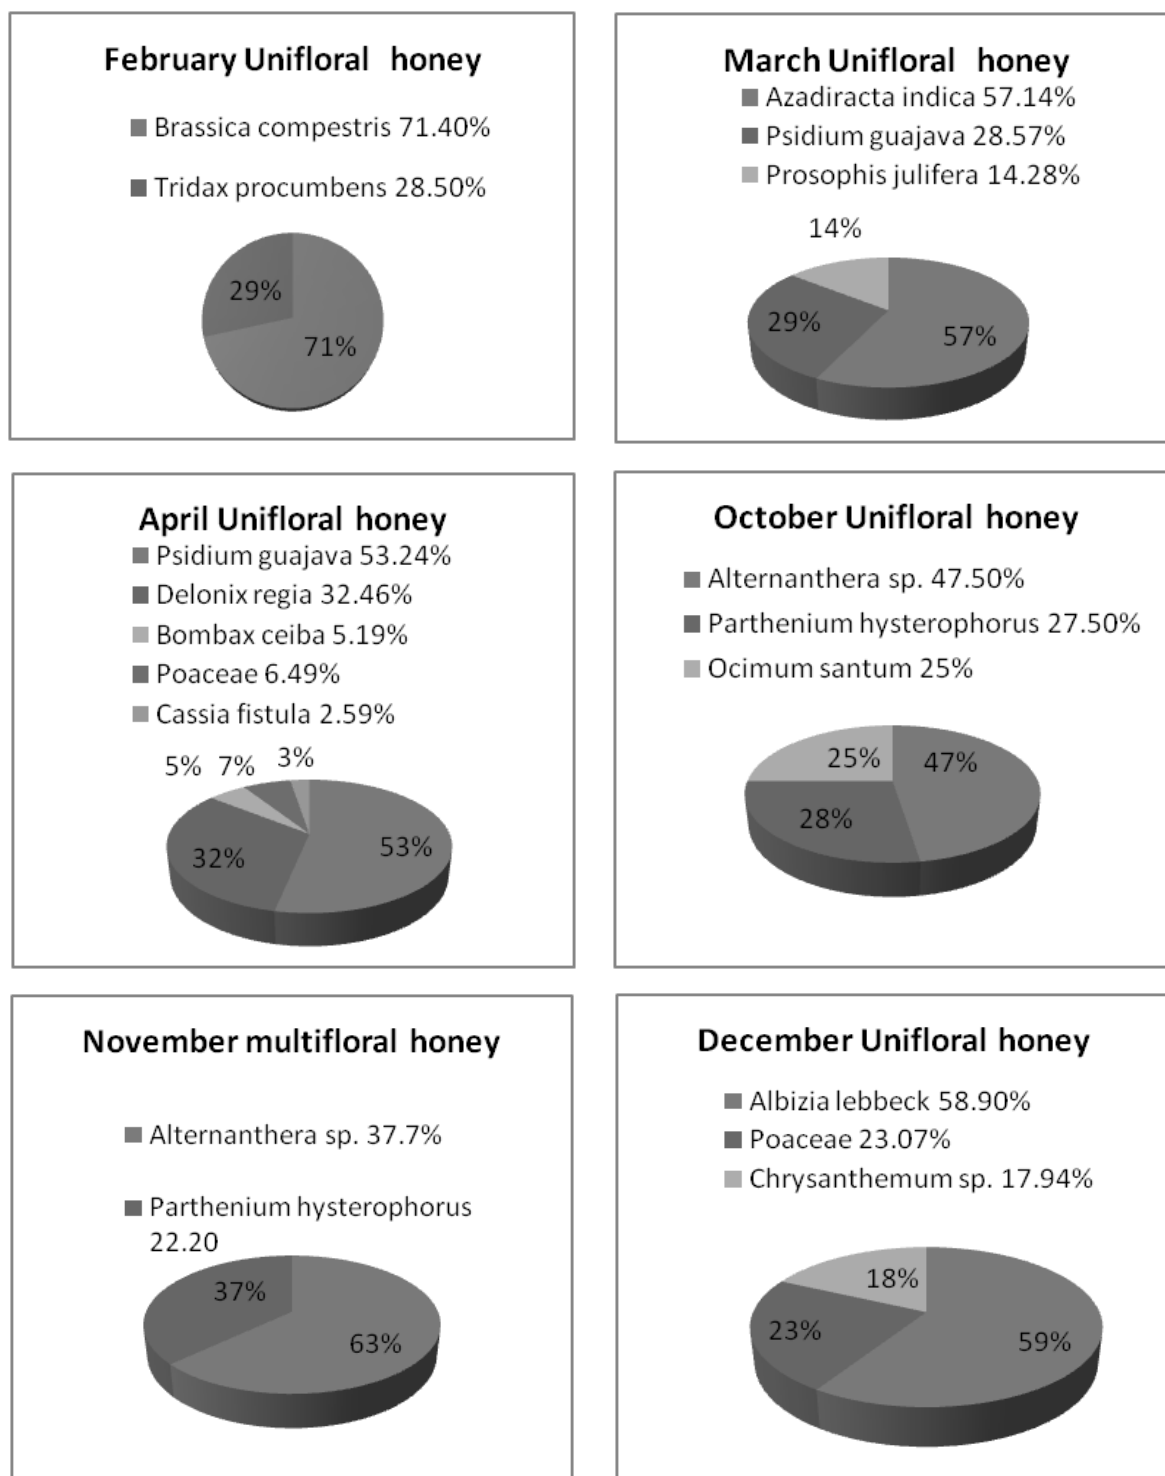 February Unifloral honey
Brassica compestris 71.40%
Tridax procumbens 28.50%
29%
71%
March Unifloral honey
Azadiracta indica 57.14%
Psidium guajava 28.57%
Prosophis julifera 14.28%
14%
29%
57%
April Unifloral honey
Psidium guajava 53.24%
Delonix regia 32.46%
Bombax ceiba 5.19%
Poaceae 6.49%
Cassia fistula 2.59%
5% 7% 3%
32%
53%
October Unifloral honey
Alternanthera sp. 47.50%
Parthenium hysterophorus 27.50%
Ocimum santum 25%
25%
47%
28%
November multifloral honey
Alternanthera sp. 37.7%
Parthenium hysterophorus
22.20
37%
63%
December Unifloral honey
Albizia lebbeck 58.90%
Poaceae 23.07%
Chrysanthemum sp. 17.94%
18%
23%
59%